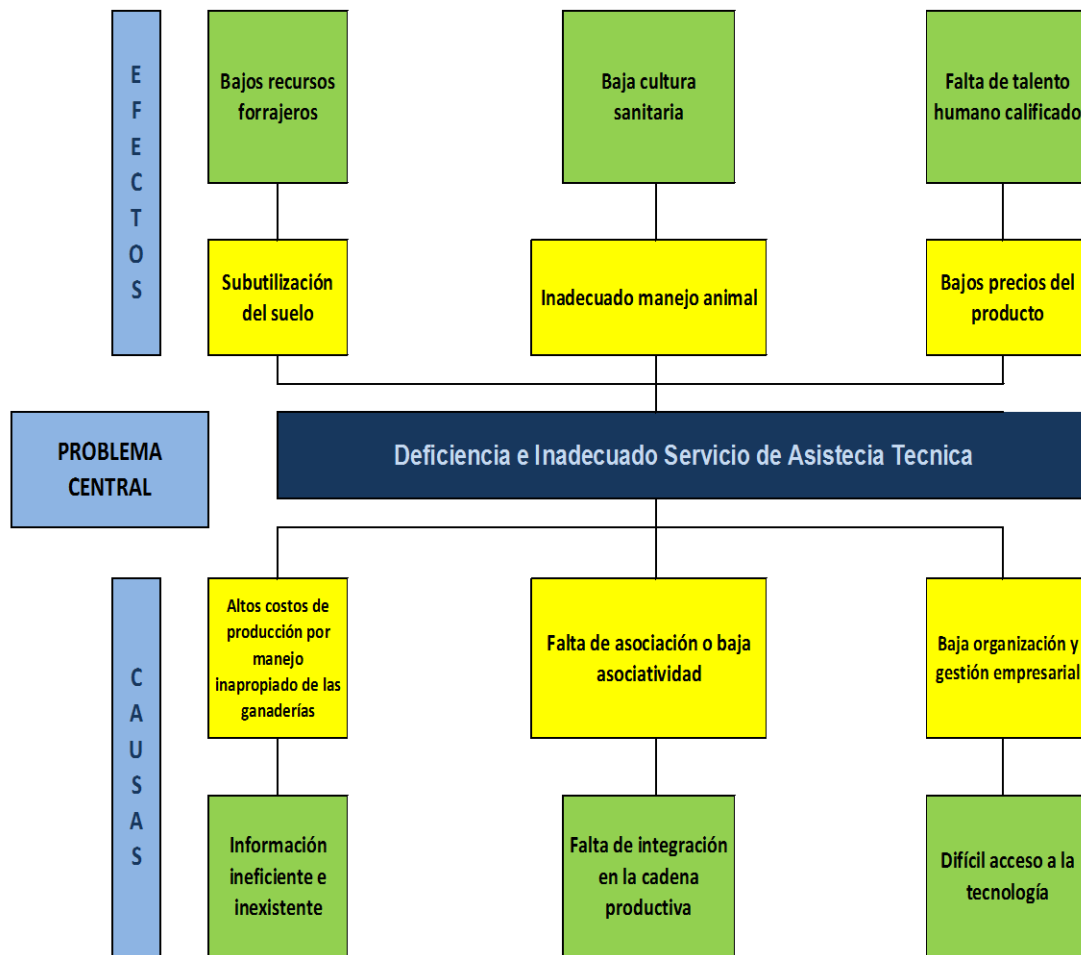 EFECTOS
Bajos recursos
forrajeros
Baja cultura
sanitaria
Falta de talento
humano calificado
Subutilización
del suelo
Inadecuado manejo animal
Bajos precios del
producto
PROBLEMA
CENTRAL
Deficiencia e Inadecuado Servicio de Asistecia Tecnica
CAUSAS
Altos costos de
producción por
manejo
inapropiado de las
ganaderías
Falta de asociación o baja
asociatividad
Baja organización y
gestión empresarial
Información
ineficiente e
inexistente
Falta de integración
en la cadena
productiva
Difícil acceso a la
tecnología